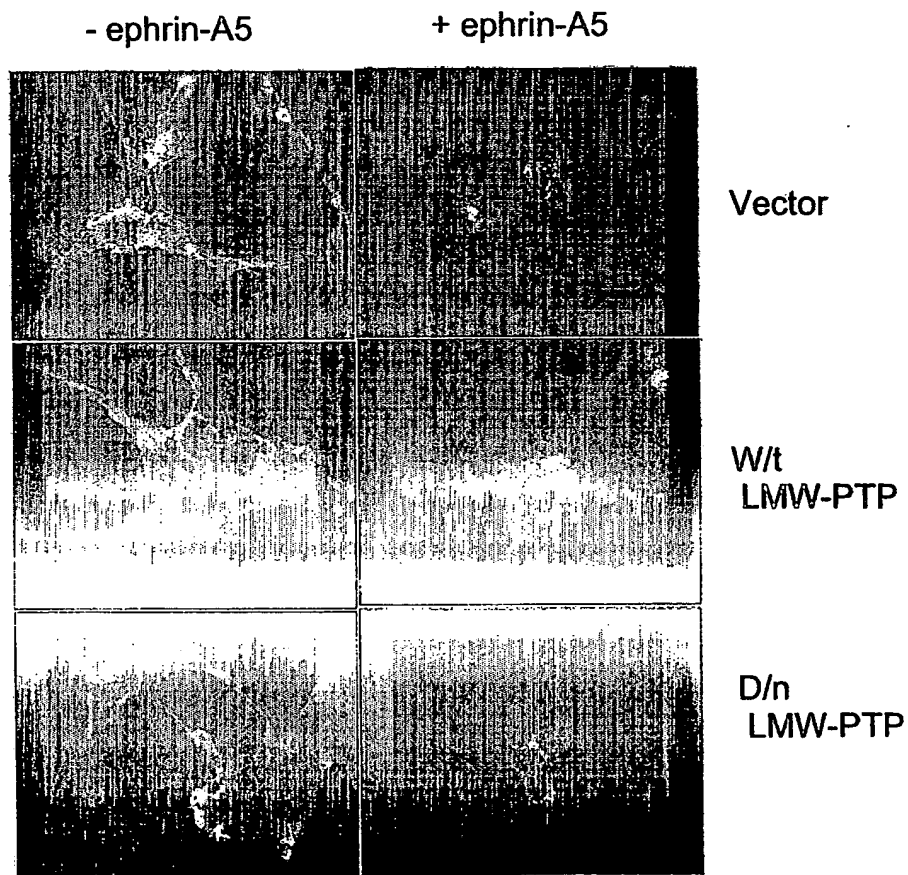 - ephrin-A5
+ ephrin-A5
Vector
W/t
LMW-PTP
D/n
LMW-PTP